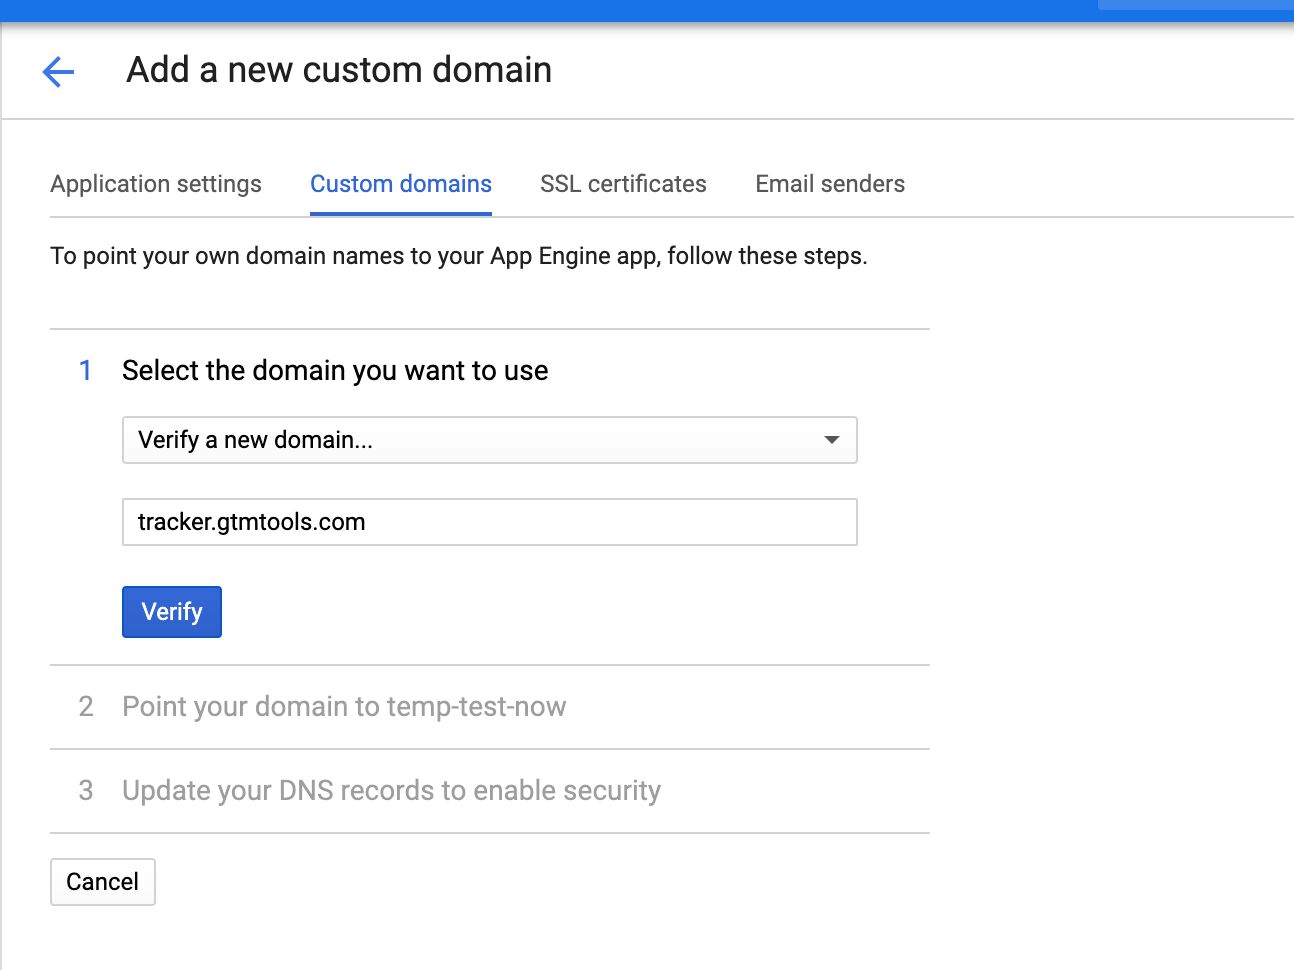 Add a new custom domain
Application settings Custom domains SSL certificates Email senders
To point your own domain names to your App Engine app, follow these steps.
1 Select the domain you want to use
Verify a new domain...
tracker.gtmtools.com
Verify
2 Point your domain to temp-test-now
3 Update your DNS records to enable security
Cancel